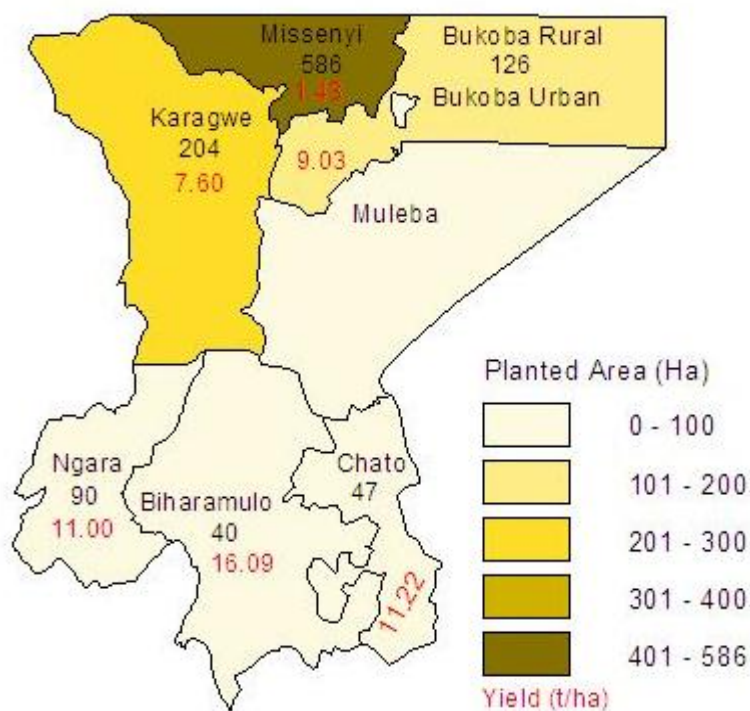 Missenyi
586
1.43
Bukoba Rural
126
Bukoba Urban
Karagwe
204
7.60
9.03
Muleba
Ngara
90
11.00
Biharamulo
40
16.09
Chato
47
11.22
Planted Area (Ha)
0 - 100
101 - 200
201 - 300
301 - 400
401 - 586
Yield (t/ha)